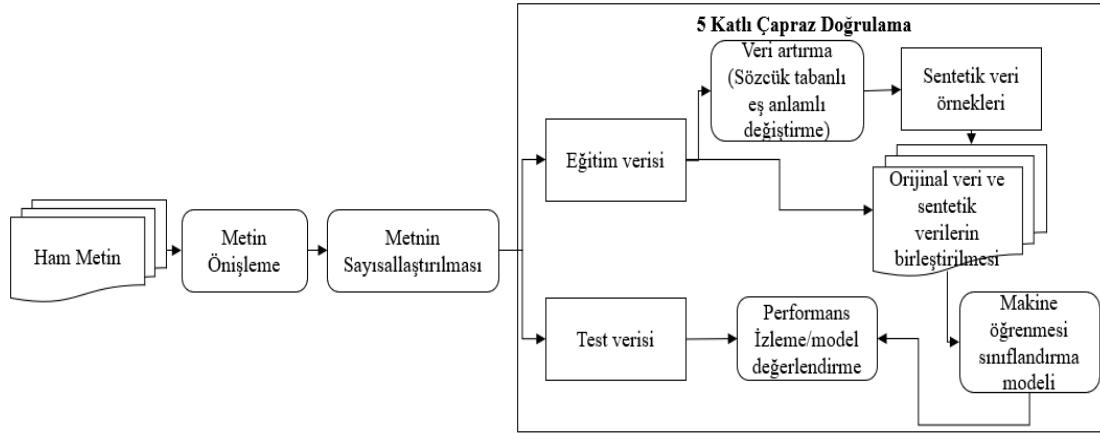 5 Katlı Çapraz Doğrulama
Ham Metin
Metin
Önişleme
Metnin
Sayısallaştırılması
Eğitim verisi
Veri artırma
(Sözcük tabanlı
eş anlamlı
değiştirme)
Sentetik veri
örnekleri
Orijinal veri ve
sentetik
verilerin
birleştirilmesi
Test verisi
Performans
İzleme/model
değerlendirme
Makine
öğrenmesi
sınıflandırma
modeli